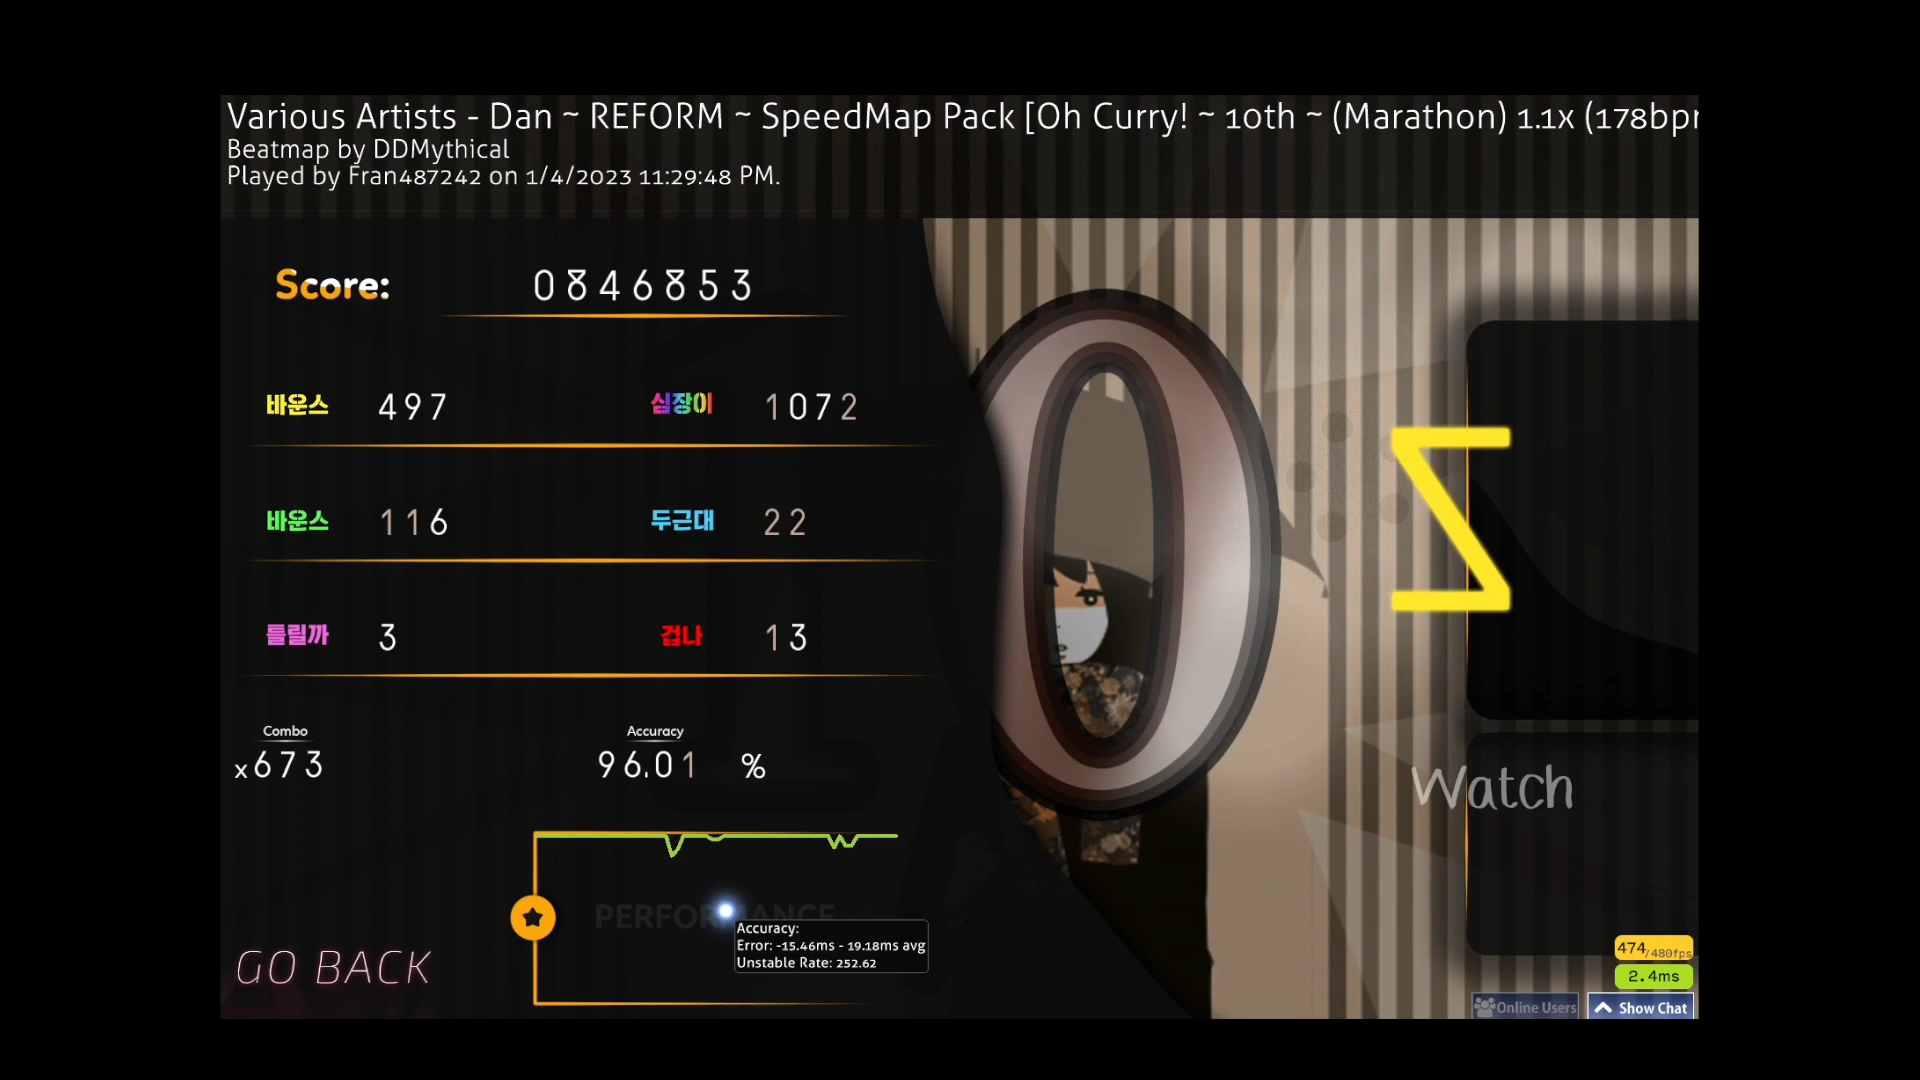 Various Artists - Dan ~ REFORM ~ SpeedMap Pack [Oh Curry! ~ 10th ~ (Marathon) 1.1x (178bpm
Beatmap by DDMythical
Played by Fran487242 on 1/4/2023 11:29:48 PM.
Score: 0846853
바운스 497 심장이 1072
바운스 116 두근대 22
틀릴까 3 겁나 13
Combo Accuracy
x673 96.01 %
0
Σ
Watch
PERFORMANCE
Accuracy:
Error: -15.46ms - 19.18ms avg
Unstable Rate: 252.62
GO BACK
474/480fps
2.4ms
Online Users Show Chat